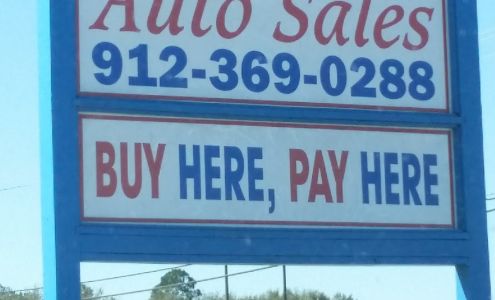 Auto Sales
912-369-0288
BUY HERE, PAY HERE